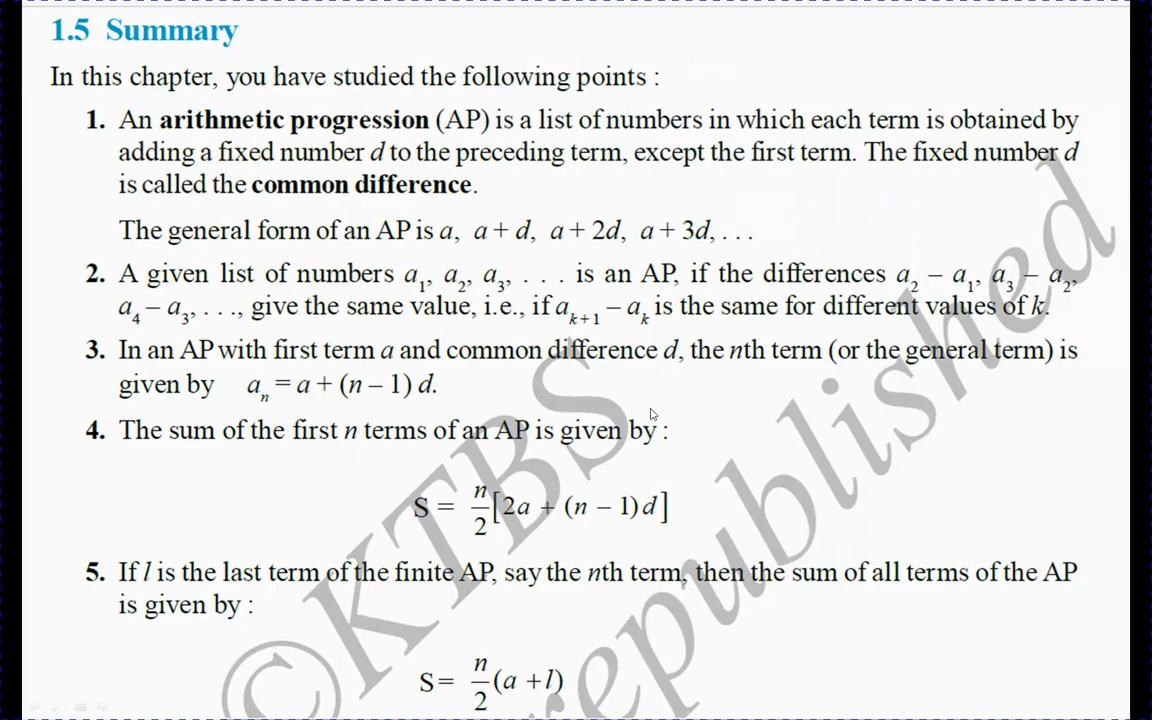 1.5 Summary
In this chapter, you have studied the following points :
1. An arithmetic progression (AP) is a list of numbers in which each term is obtained by
adding a fixed number d to the preceding term, except the first term. The fixed number d
is called the common difference.
The general form of an AP is a, a + d, a + 2d, a + 3d, . . .
2. A given list of numbers a₁, a₂, a₃, . . . is an AP, if the differences a₂ – a₁, a₃ – a₂,
a₄ – a₃, . . ., give the same value, i.e., if aₖ₊₁ – aₖ is the same for different values of k.
3. In an AP with first term a and common difference d, the nth term (or the general term) is
given by aₙ = a + (n – 1) d.
4. The sum of the first n terms of an AP is given by :
S = n/2 [2a + (n – 1)d]
5. If l is the last term of the finite AP, say the nth term, then the sum of all terms of the AP
is given by :
S = n/2 (a + l)
©KTBS
republished